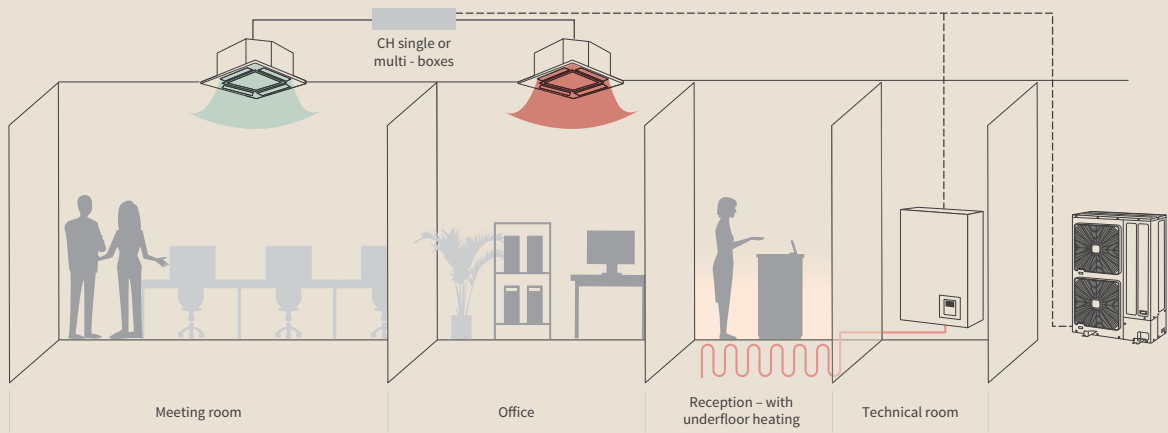 CH single or
multi - boxes
Meeting room
Office
Reception – with
underfloor heating
Technical room